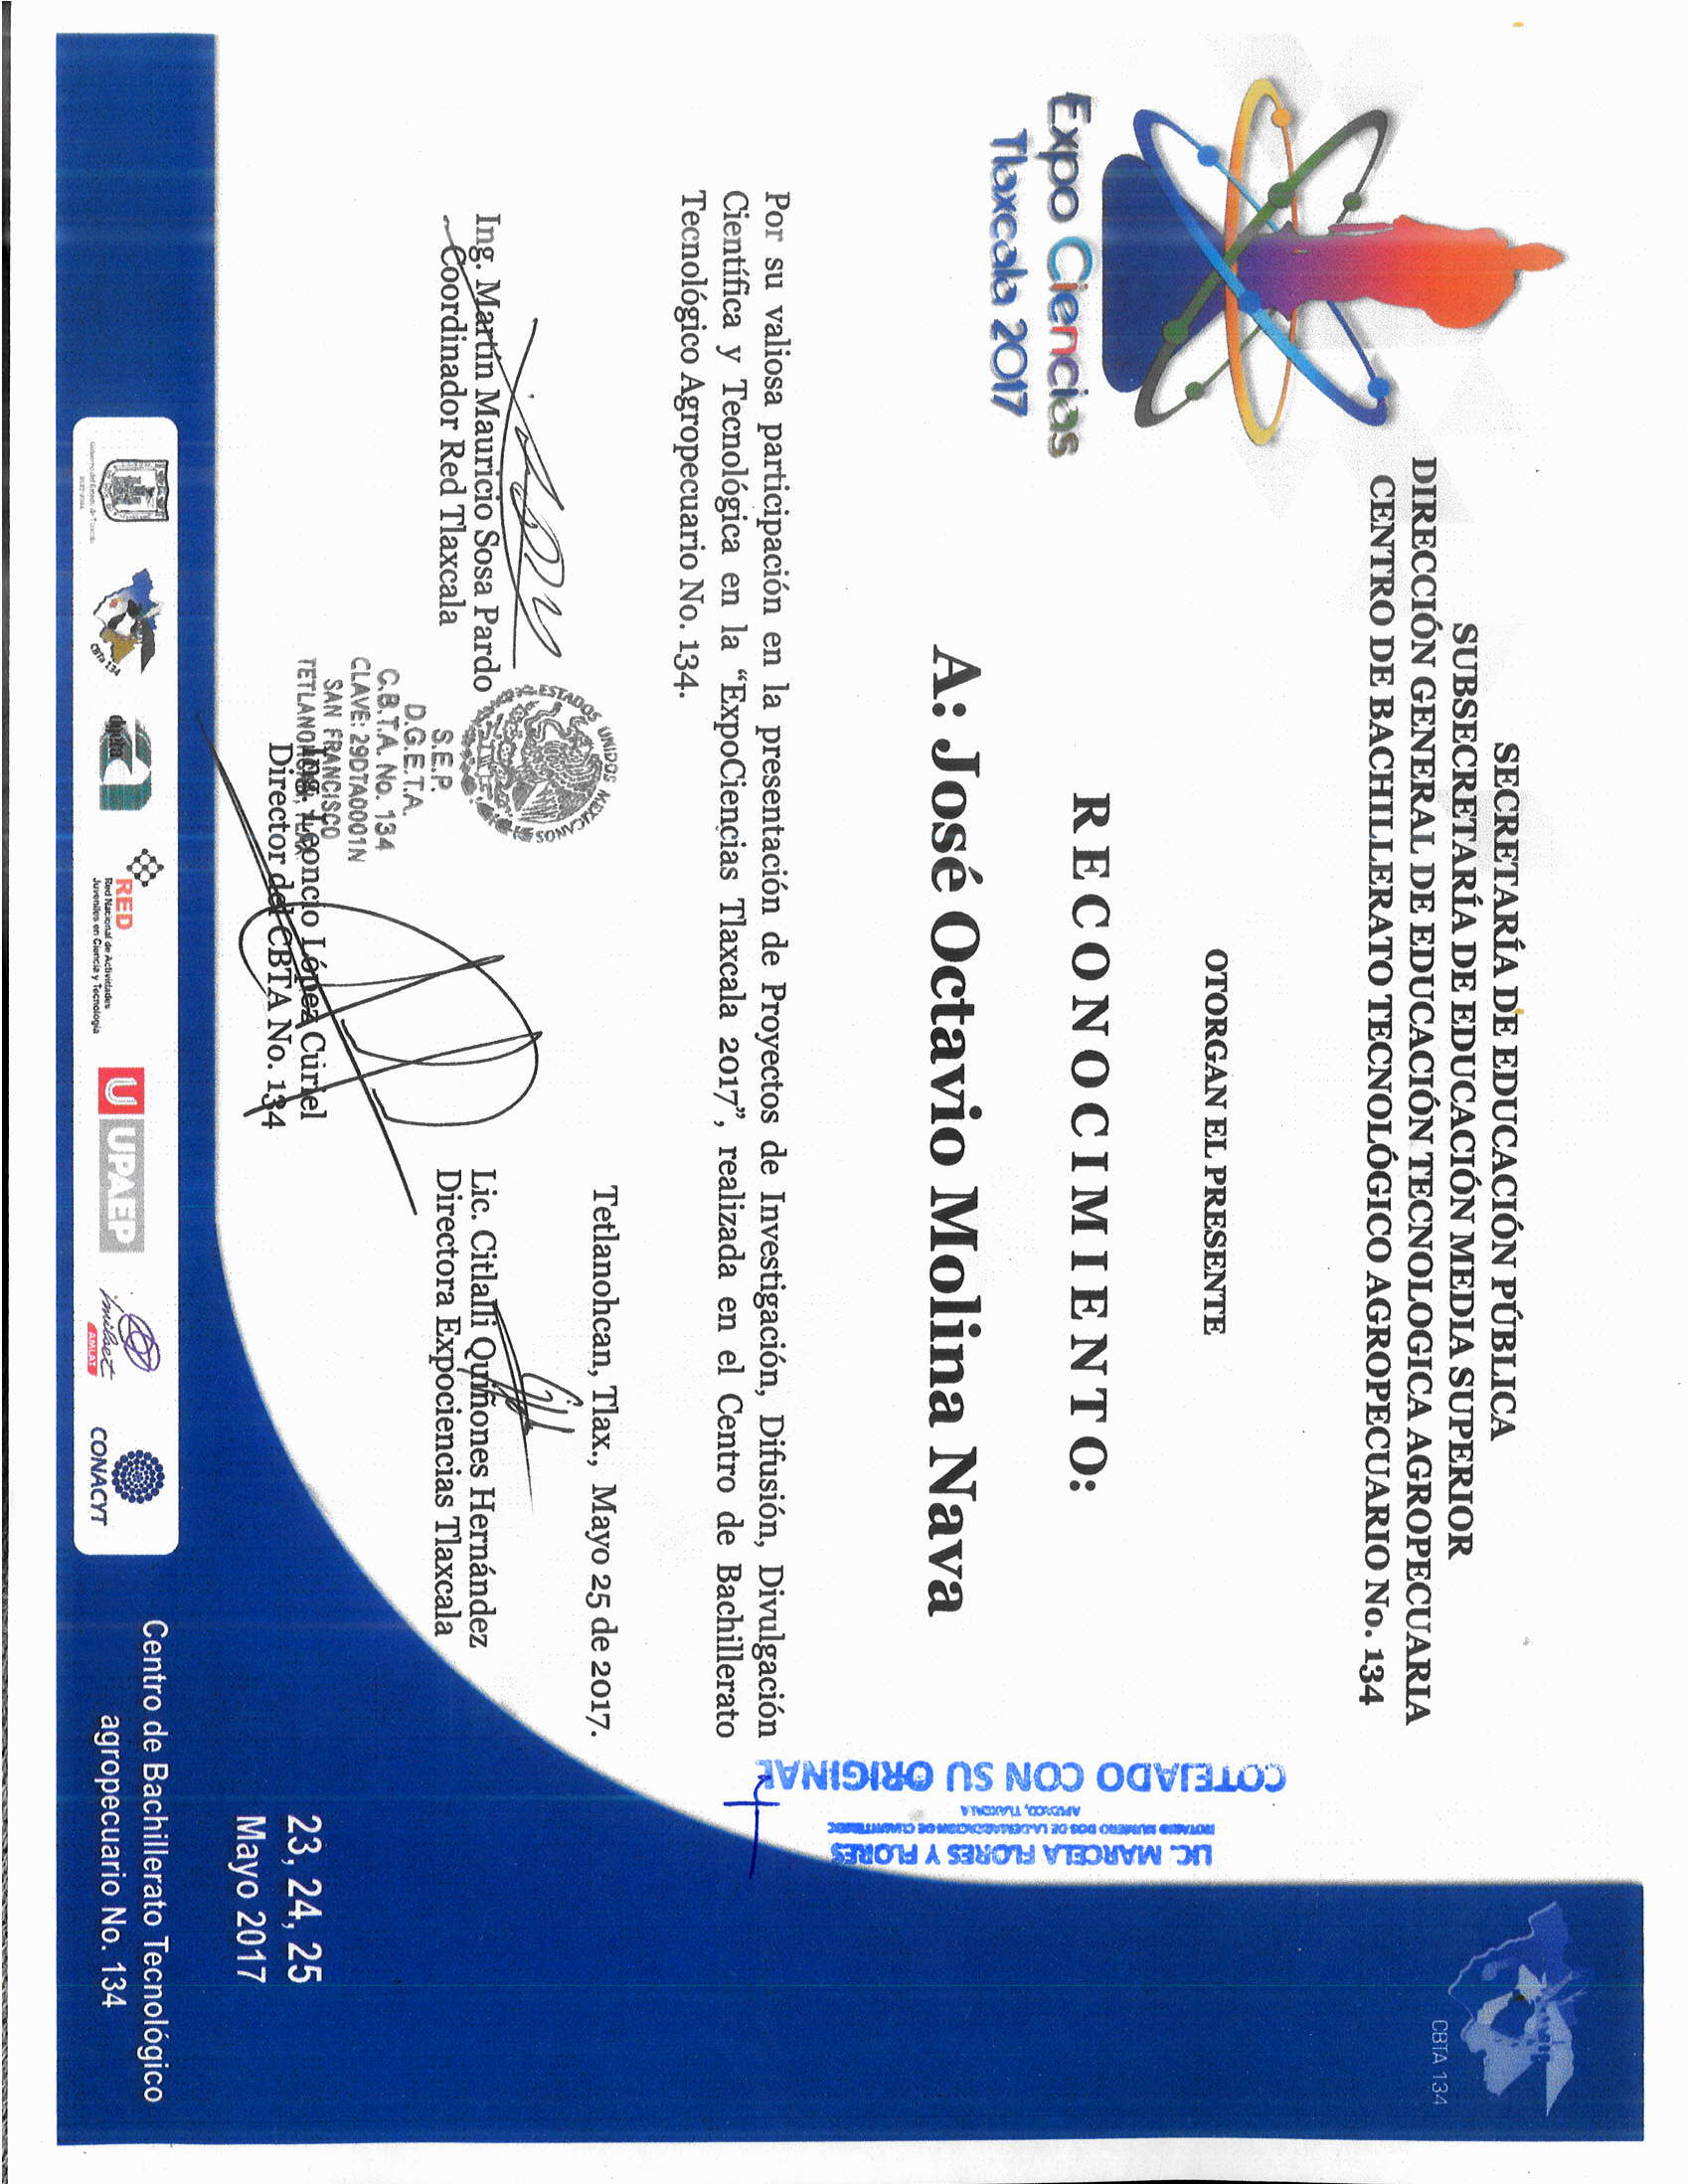 SECRETARÍA DE EDUCACIÓN PÚBLICA
SUBSECRETARÍA DE EDUCACIÓN MEDIA SUPERIOR
DIRECCIÓN GENERAL DE EDUCACIÓN TECNOLOGICA AGROPECUARIA
CENTRO DE BACHILLERATO TECNOLÓGICO AGROPECUARIO No. 134
CBTA 134
Expo Ciencias
Tlaxcala 2017
OTORGAN EL PRESENTE
RECONOCIMIENTO:
A: José Octavio Molina Nava
Por su valiosa participación en la presentación de Proyectos de Investigación, Difusión, Divulgación
Científica y Tecnológica en la “ExpoCiencias Tlaxcala 2017”, realizada en el Centro de Bachillerato
Tecnológico Agropecuario No. 134.
COTEJADO CON SU ORIGINAL
LIC. MARCELA FLORES Y FLORES
NOTARIO NUMERO DOS DE LA DEMARCACION DE CUAUHTEMOC
APIZACO, TLAXCALA
Tetlanohcan, Tlax., Mayo 25 de 2017.
Ing. Martín Mauricio Sosa Pardo
Coordinador Red Tlaxcala
ESTADOS UNIDOS MEXICANOS
S.E.P.
D.G.E.T.A.
C.B.T.A. No. 134
CLAVE: 29DTA0001N
SAN FRANCISCO
TETLANOHCAN, TLAX.
Lic. Citlalli Quiñones Hernández
Directora Expociencias Tlaxcala
Ing. Leoncio López Curiel
Director del CBTA No. 134
23, 24, 25
Mayo 2017
Centro de Bachillerato Tecnológico
agropecuario No. 134
CBTa 134
RED
Red Nacional de Actividades
Juveniles en Ciencia y Tecnología
U UPAEP
milset
AMLAT
CONACYT